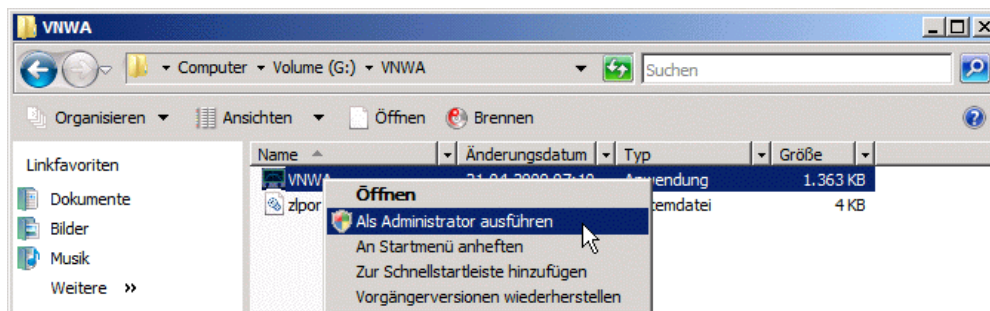 VNWA
Computer Volume (G:) VNWA Suchen
Organisieren Ansichten Öffnen Brennen
Linkfavoriten
Dokumente
Bilder
Musik
Weitere »
Name Änderungsdatum Typ Größe
VNWA Anwendung 1.363 KB
zlpor temdatei 4 KB
Öffnen
Als Administrator ausführen
An Startmenü anheften
Zur Schnellstartleiste hinzufügen
Vorgängerversionen wiederherstellen